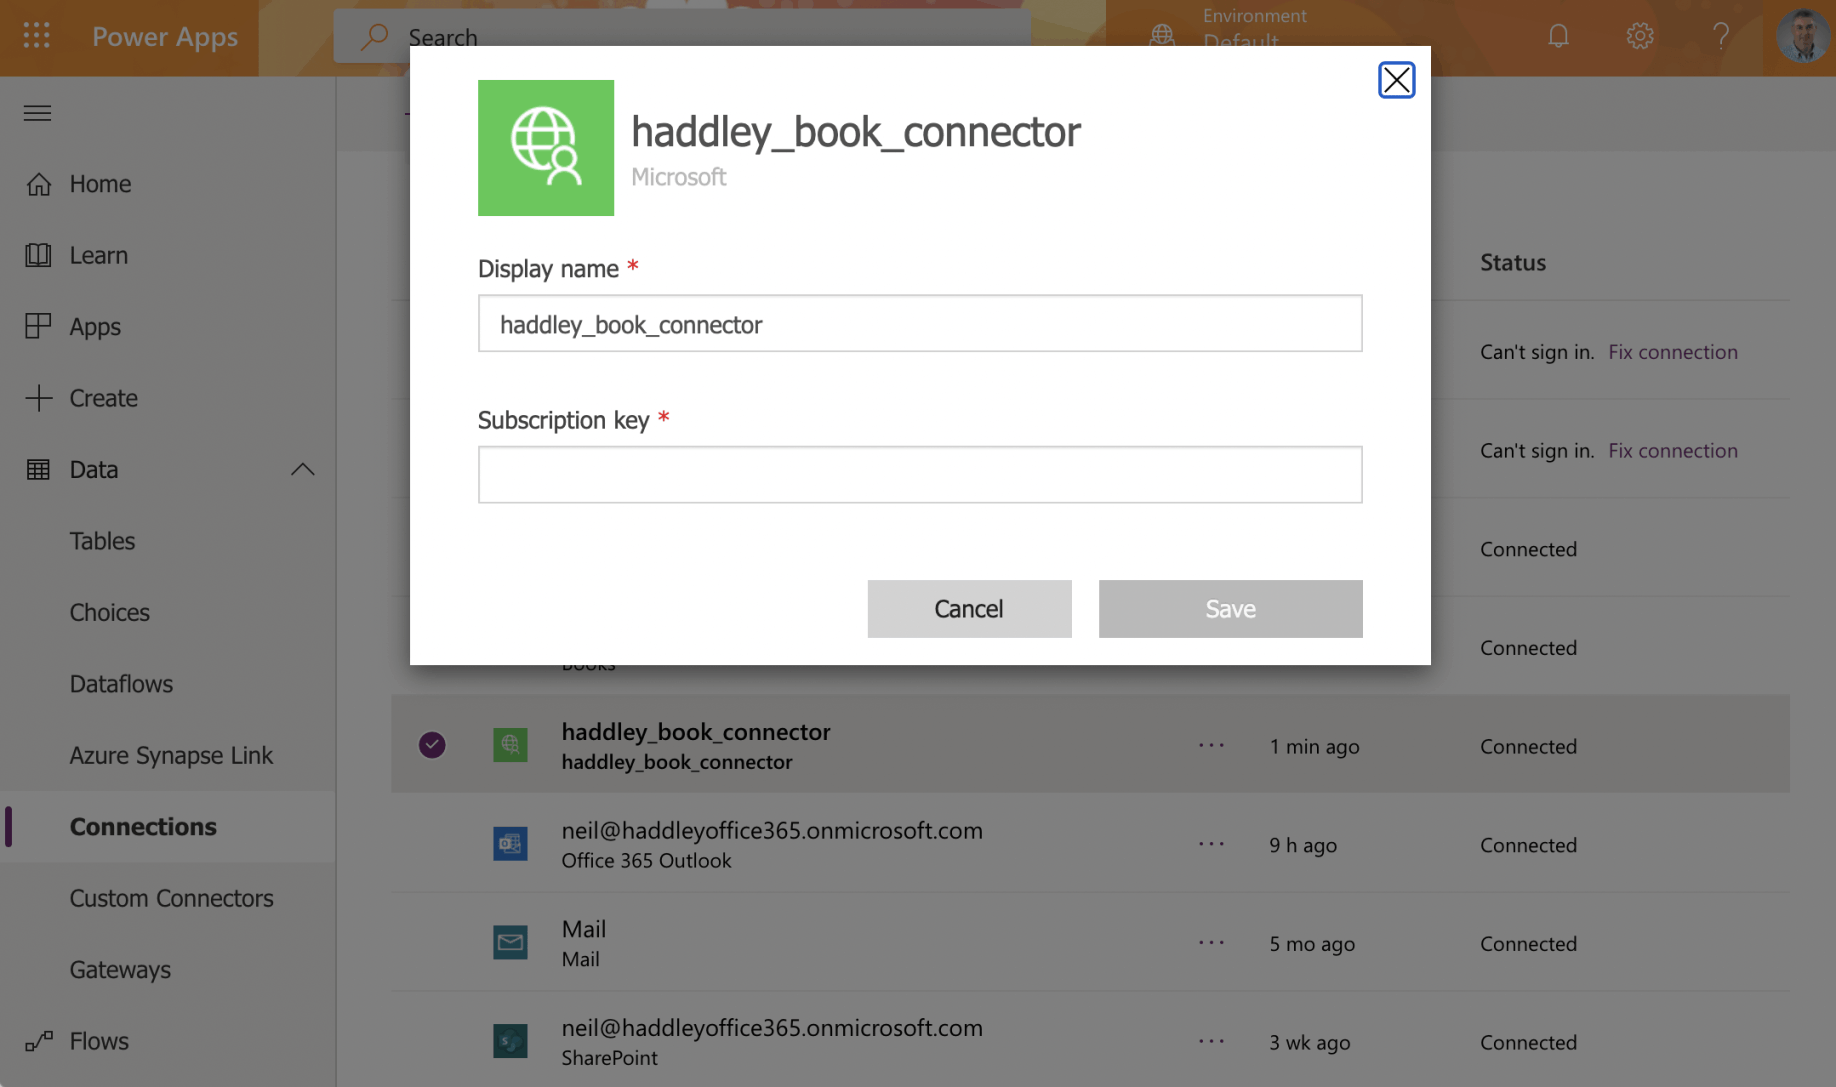 Power Apps
Search
Environment
Default
haddley_book_connector
Microsoft
Display name *
haddley_book_connector
Subscription key *
Cancel
Save
Home
Learn
Apps
Create
Data
Tables
Choices
Dataflows
Azure Synapse Link
Connections
Custom Connectors
Gateways
Flows
Status
Can't sign in. Fix connection
Can't sign in. Fix connection
Connected
Books
Connected
haddley_book_connector
haddley_book_connector
1 min ago
Connected
neil@haddleyoffice365.onmicrosoft.com
Office 365 Outlook
9 h ago
Connected
Mail
Mail
5 mo ago
Connected
neil@haddleyoffice365.onmicrosoft.com
SharePoint
3 wk ago
Connected